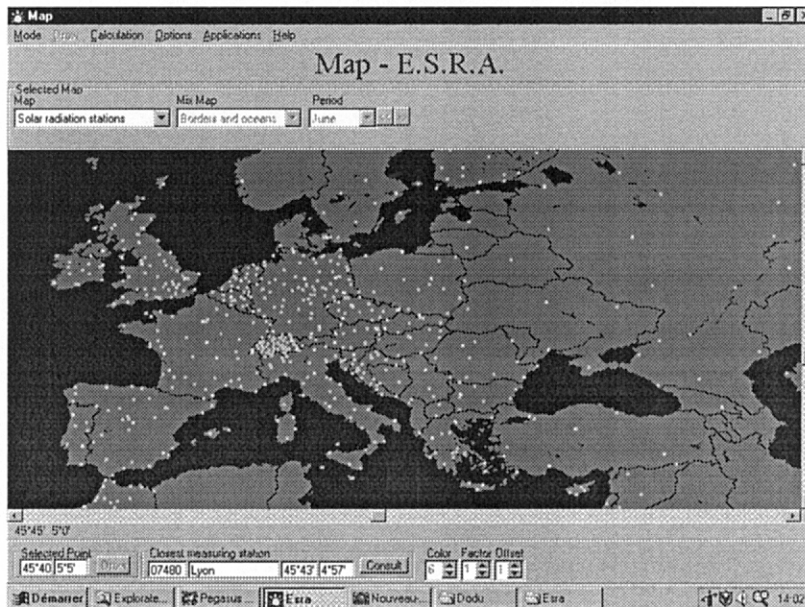 Map
Mode Draw Calculation Options Applications Help
Map - E.S.R.A.
Selected Map
Map Mix Map Period
Solar radiation stations Borders and oceans June << >>
45°45' 5°0'
Selected Point Closest measuring station Color Factor Offset
45°40 5°5' Draw 07480 Lyon 45°43' 4°57' Consult 6 1 1
Démarrer Explorate... Pegasus ... Esra Nouveau-... Dodu Esra 14:02